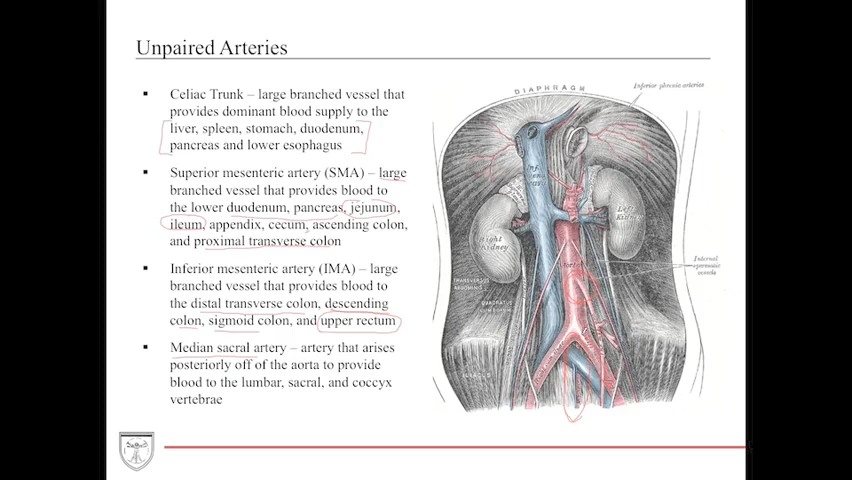 Unpaired Arteries
▪ Celiac Trunk – large branched vessel that
provides dominant blood supply to the
liver, spleen, stomach, duodenum,
pancreas and lower esophagus
▪ Superior mesenteric artery (SMA) – large
branched vessel that provides blood to
the lower duodenum, pancreas, jejunum,
ileum, appendix, cecum, ascending colon,
and proximal transverse colon
▪ Inferior mesenteric artery (IMA) – large
branched vessel that provides blood to
the distal transverse colon, descending
colon, sigmoid colon, and upper rectum
▪ Median sacral artery – artery that arises
posteriorly off of the aorta to provide
blood to the lumbar, sacral, and coccyx
vertebrae
DIAPHRAGM
Inferior phrenic arteries
Left
Kidney
Right
Kidney
Aorta
Internal
spermatic
vessels
TRANSVERSUS
ABDOMINIS
QUADRATUS
LUMBORUM
ILIACUS